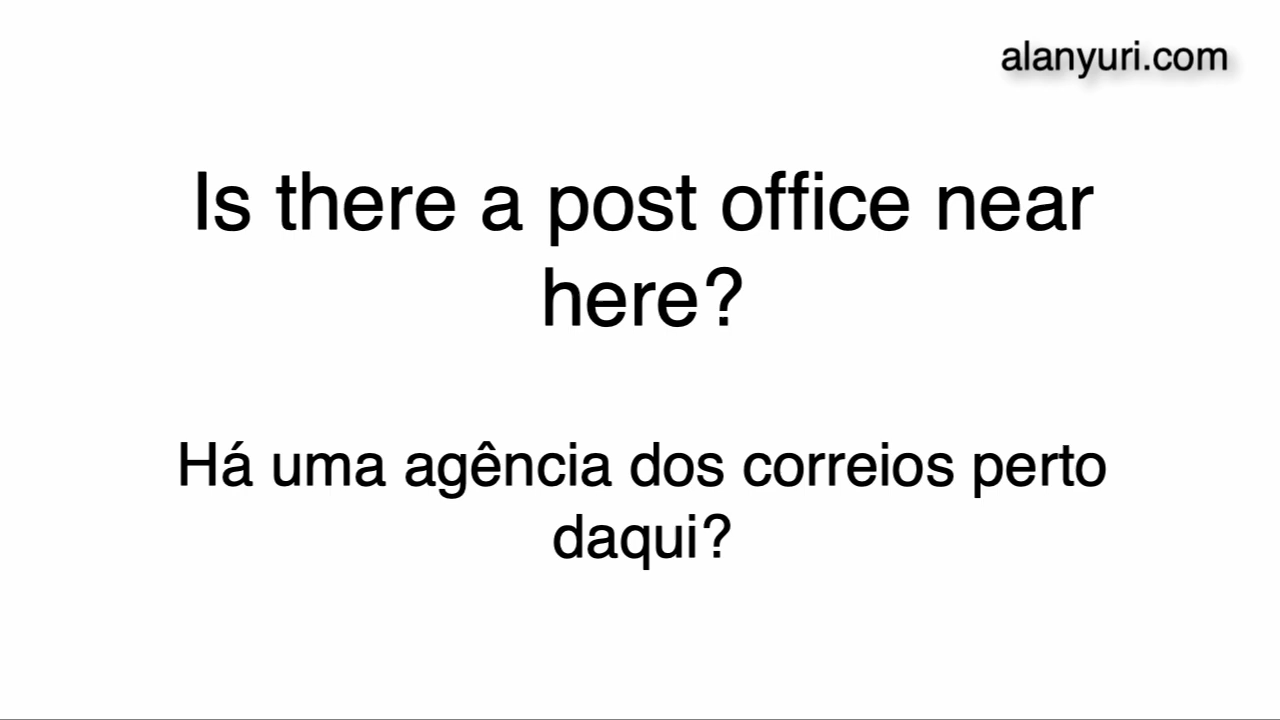 alanyuri.com
Is there a post office near
here?
Há uma agência dos correios perto
daqui?